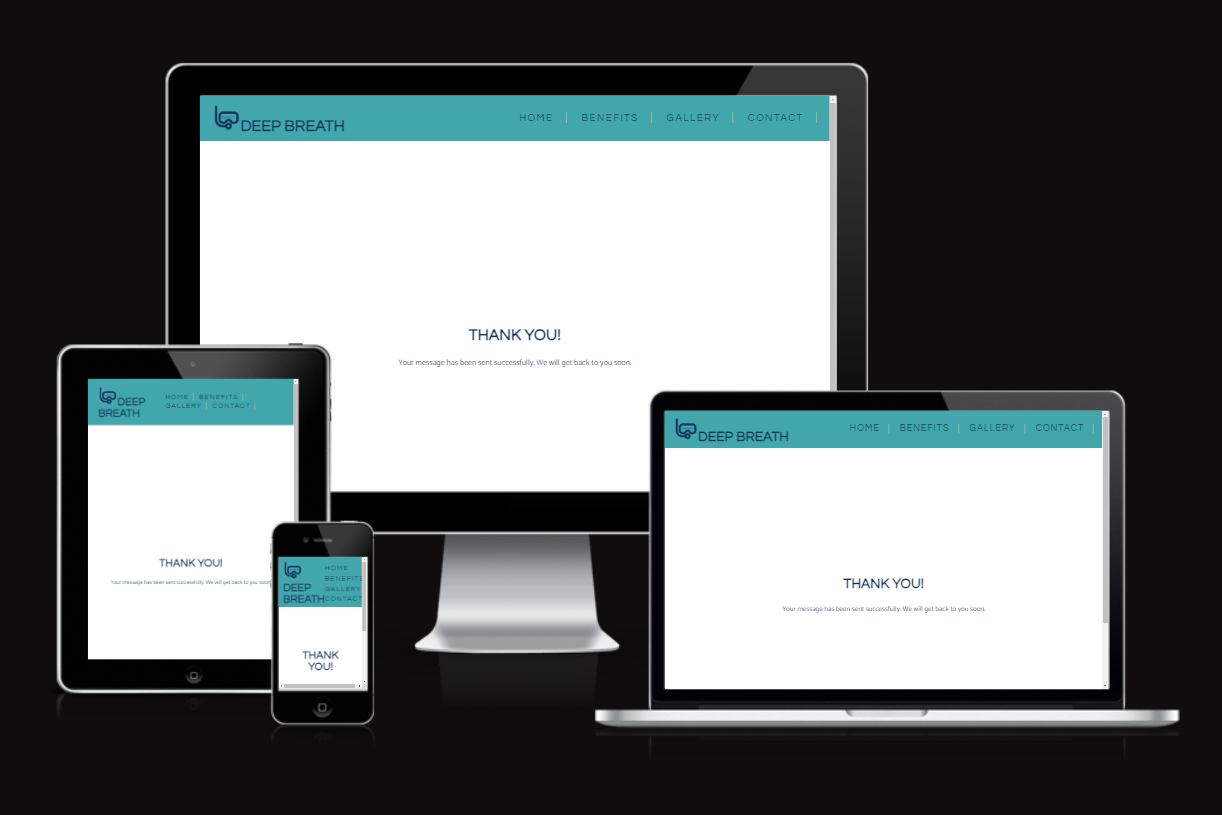 DEEP BREATH
HOME | BENEFITS | GALLERY | CONTACT |
THANK YOU!
Your message has been sent successfully. We will get back to you soon.
DEEP
BREATH
HOME | BENEFITS |
GALLERY | CONTACT |
THANK YOU!
Your message has been sent successfully. We will get back to you soon
DEEP
BREATH
HOME
BENEFITS
GALLERY
CONTACT
THANK
YOU!
DEEP BREATH
HOME | BENEFITS | GALLERY | CONTACT |
THANK YOU!
Your message has been sent successfully. We will get back to you soon.